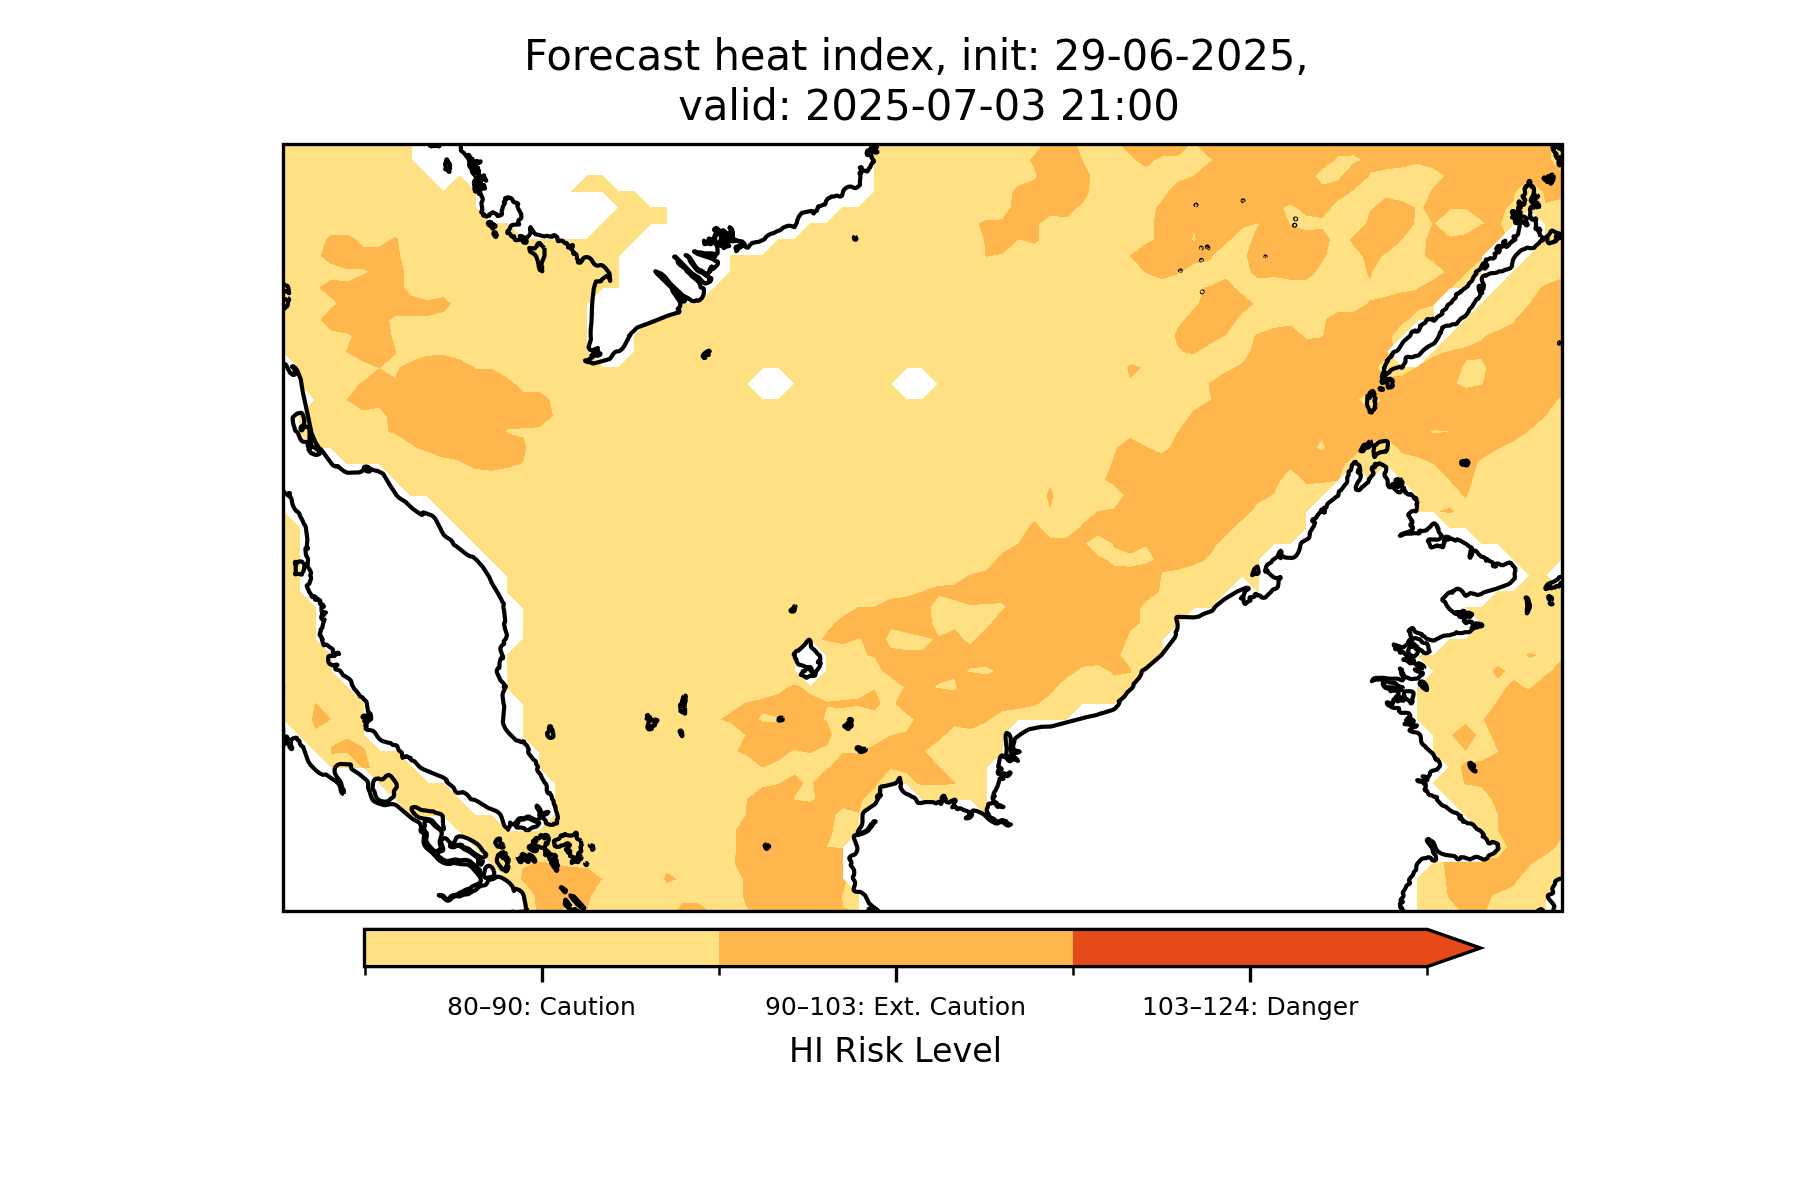 Forecast heat index, init: 29-06-2025,
valid: 2025-07-03 21:00
80–90: Caution
90–103: Ext. Caution
103–124: Danger
HI Risk Level